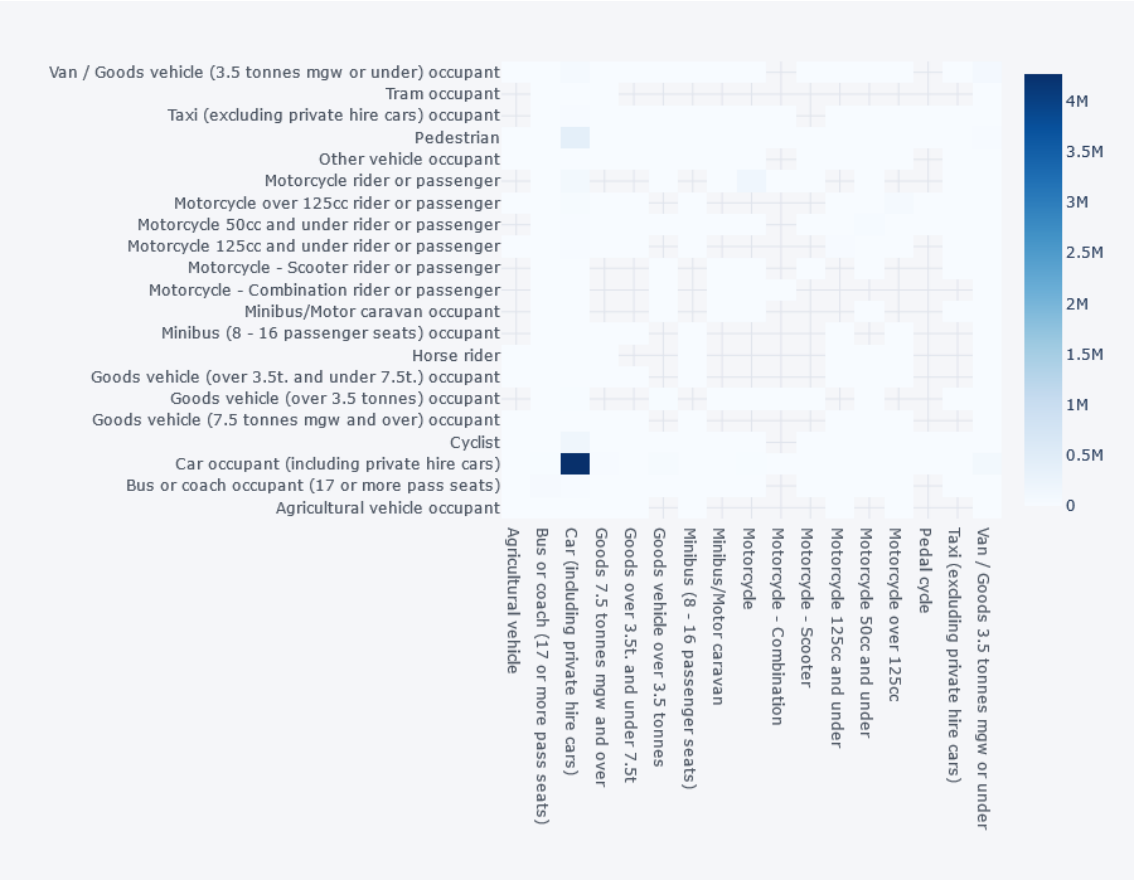 Van / Goods vehicle (3.5 tonnes mgw or under) occupant
Tram occupant
Taxi (excluding private hire cars) occupant
Pedestrian
Other vehicle occupant
Motorcycle rider or passenger
Motorcycle over 125cc rider or passenger
Motorcycle 50cc and under rider or passenger
Motorcycle 125cc and under rider or passenger
Motorcycle - Scooter rider or passenger
Motorcycle - Combination rider or passenger
Minibus/Motor caravan occupant
Minibus (8 - 16 passenger seats) occupant
Horse rider
Goods vehicle (over 3.5t. and under 7.5t.) occupant
Goods vehicle (over 3.5 tonnes) occupant
Goods vehicle (7.5 tonnes mgw and over) occupant
Cyclist
Car occupant (including private hire cars)
Bus or coach occupant (17 or more pass seats)
Agricultural vehicle occupant
Agricultural vehicle
Bus or coach (17 or more pass seats)
Car (including private hire cars)
Goods 7.5 tonnes mgw and over
Goods over 3.5t. and under 7.5t
Goods vehicle over 3.5 tonnes
Minibus (8 - 16 passenger seats)
Minibus/Motor caravan
Motorcycle
Motorcycle - Combination
Motorcycle - Scooter
Motorcycle 125cc and under
Motorcycle 50cc and under
Motorcycle over 125cc
Pedal cycle
Taxi (excluding private hire cars)
Van / Goods 3.5 tonnes mgw or under
4M
3.5M
3M
2.5M
2M
1.5M
1M
0.5M
0